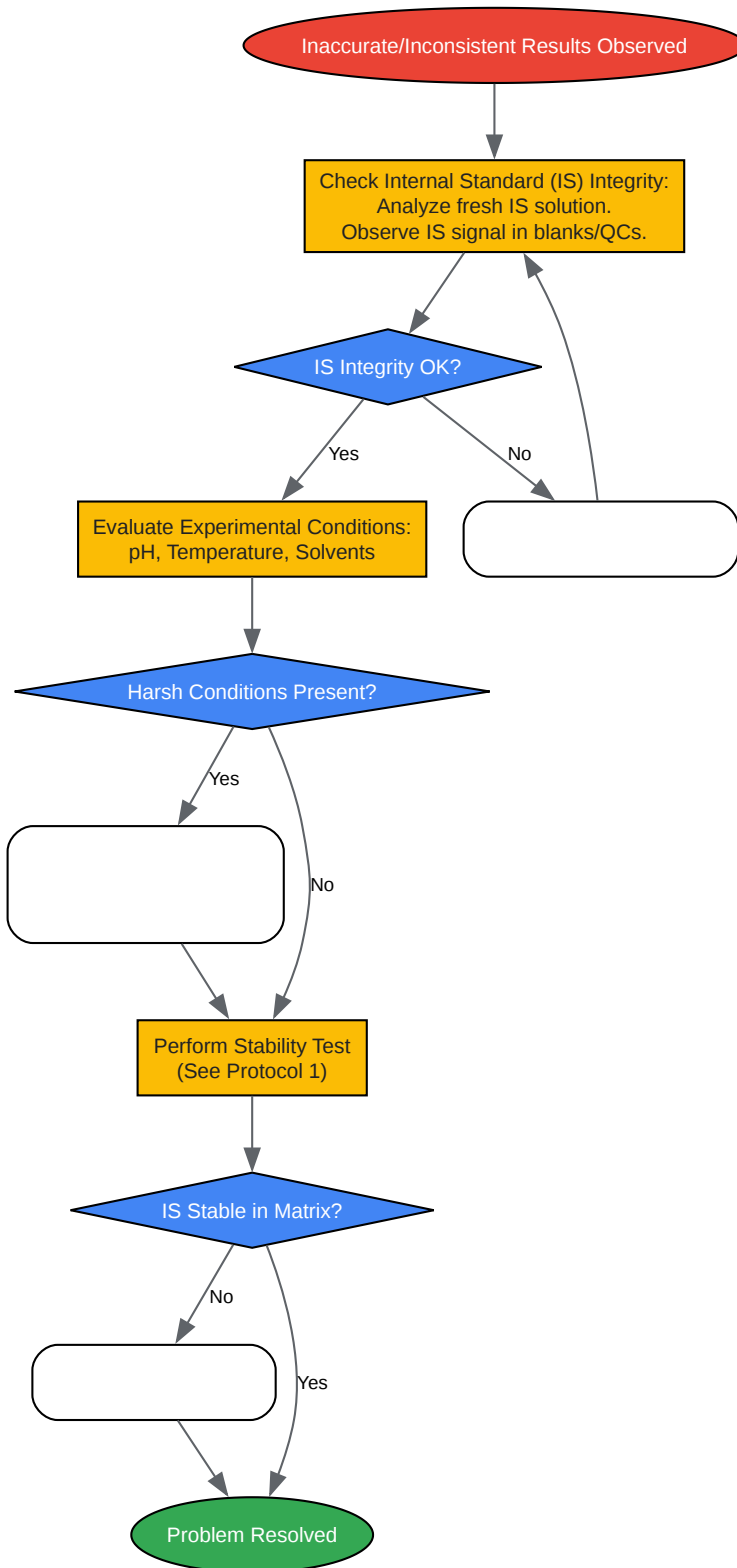 Inaccurate/Inconsistent Results Observed
Check Internal Standard (IS) Integrity:
Analyze fresh IS solution.
Observe IS signal in blanks/QCs.
IS Integrity OK?
Yes
No
Evaluate Experimental Conditions:
pH, Temperature, Solvents
Harsh Conditions Present?
Yes
No
Perform Stability Test
(See Protocol 1)
IS Stable in Matrix?
No
Yes
Problem Resolved